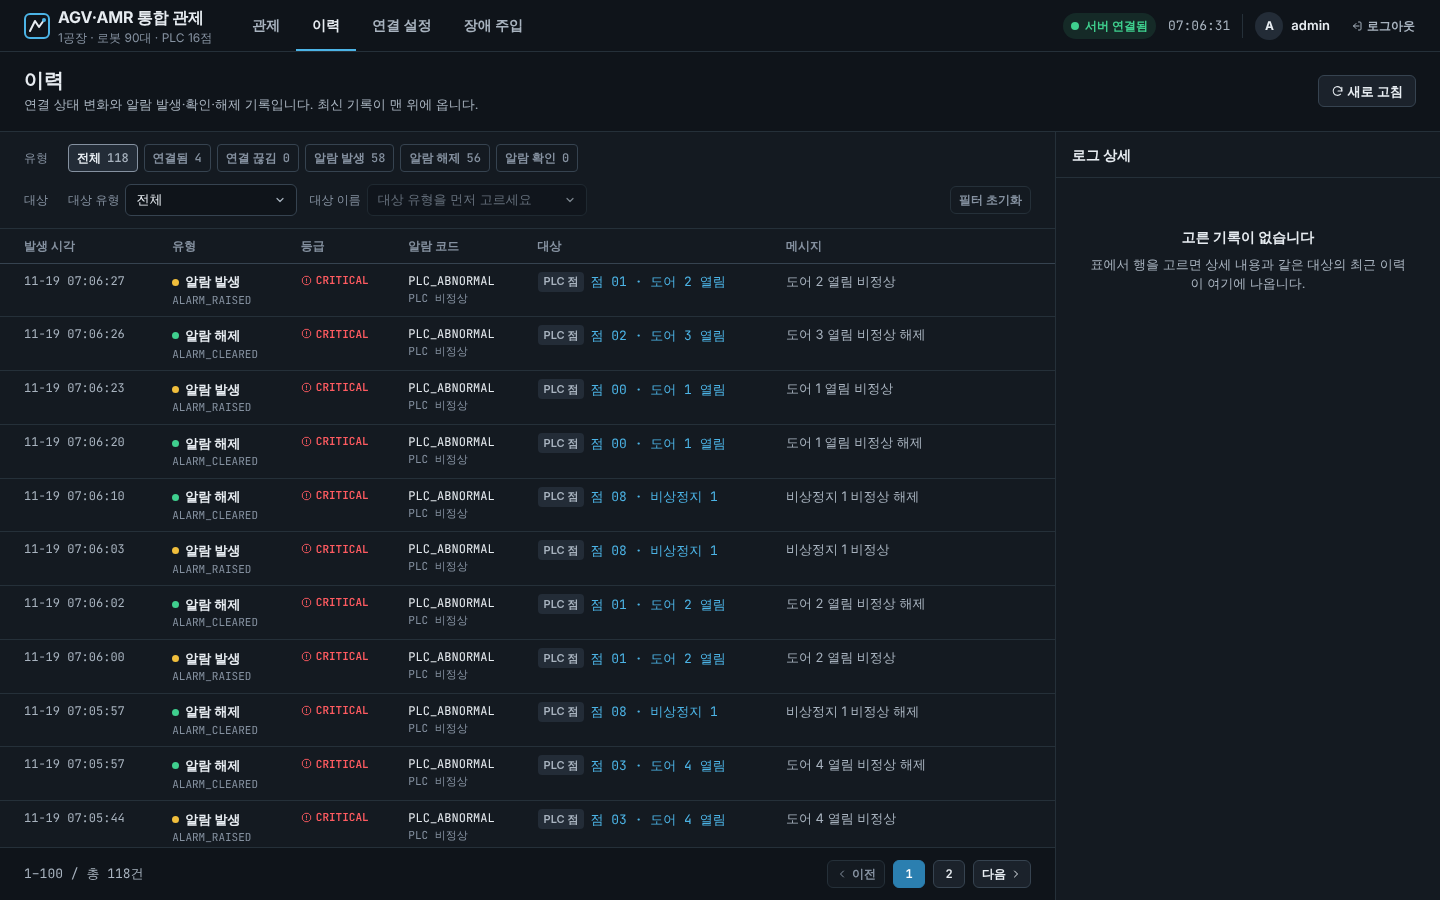 AGV·AMR 통합 관제
1공장 · 로봇 90대 · PLC 16점
관제 이력 연결 설정 장애 주입
서버 연결됨 07:06:31 A admin 로그아웃
이력
연결 상태 변화와 알람 발생·확인·해제 기록입니다. 최신 기록이 맨 위에 옵니다.
새로 고침
유형 전체 118 연결됨 4 연결 끊김 0 알람 발생 58 알람 해제 56 알람 확인 0
대상 대상 유형 전체 대상 이름 대상 유형을 먼저 고르세요 필터 초기화
발생 시각 유형 등급 알람 코드 대상 메시지
11-19 07:06:27 알람 발생 CRITICAL PLC_ABNORMAL PLC 점 점 01 · 도어 2 열림 도어 2 열림 비정상
ALARM_RAISED PLC 비정상
11-19 07:06:26 알람 해제 CRITICAL PLC_ABNORMAL PLC 점 점 02 · 도어 3 열림 도어 3 열림 비정상 해제
ALARM_CLEARED PLC 비정상
11-19 07:06:23 알람 발생 CRITICAL PLC_ABNORMAL PLC 점 점 00 · 도어 1 열림 도어 1 열림 비정상
ALARM_RAISED PLC 비정상
11-19 07:06:20 알람 해제 CRITICAL PLC_ABNORMAL PLC 점 점 00 · 도어 1 열림 도어 1 열림 비정상 해제
ALARM_CLEARED PLC 비정상
11-19 07:06:10 알람 해제 CRITICAL PLC_ABNORMAL PLC 점 점 08 · 비상정지 1 비상정지 1 비정상 해제
ALARM_CLEARED PLC 비정상
11-19 07:06:03 알람 발생 CRITICAL PLC_ABNORMAL PLC 점 점 08 · 비상정지 1 비상정지 1 비정상
ALARM_RAISED PLC 비정상
11-19 07:06:02 알람 해제 CRITICAL PLC_ABNORMAL PLC 점 점 01 · 도어 2 열림 도어 2 열림 비정상 해제
ALARM_CLEARED PLC 비정상
11-19 07:06:00 알람 발생 CRITICAL PLC_ABNORMAL PLC 점 점 01 · 도어 2 열림 도어 2 열림 비정상
ALARM_RAISED PLC 비정상
11-19 07:05:57 알람 해제 CRITICAL PLC_ABNORMAL PLC 점 점 08 · 비상정지 1 비상정지 1 비정상 해제
ALARM_CLEARED PLC 비정상
11-19 07:05:57 알람 해제 CRITICAL PLC_ABNORMAL PLC 점 점 03 · 도어 4 열림 도어 4 열림 비정상 해제
ALARM_CLEARED PLC 비정상
11-19 07:05:44 알람 발생 CRITICAL PLC_ABNORMAL PLC 점 점 03 · 도어 4 열림 도어 4 열림 비정상
ALARM_RAISED PLC 비정상
1–100 / 총 118건 이전 1 2 다음
로그 상세
고른 기록이 없습니다
표에서 행을 고르면 상세 내용과 같은 대상의 최근 이력
이 여기에 나옵니다.